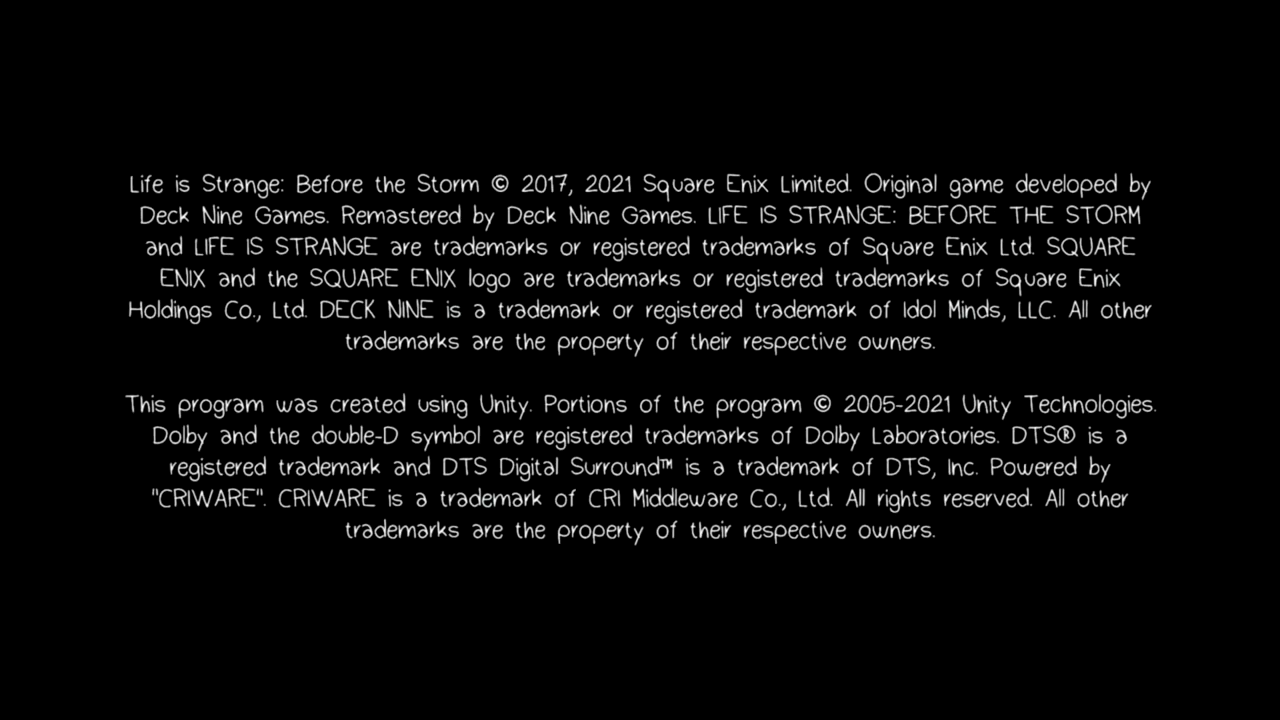 Life is Strange: Before the Storm © 2017, 2021 Square Enix Limited. Original game developed by
Deck Nine Games. Remastered by Deck Nine Games. LIFE IS STRANGE: BEFORE THE STORM
and LIFE IS STRANGE are trademarks or registered trademarks of Square Enix Ltd. SQUARE
ENIX and the SQUARE ENIX logo are trademarks or registered trademarks of Square Enix
Holdings Co., Ltd. DECK NINE is a trademark or registered trademark of Idol Minds, LLC. All other
trademarks are the property of their respective owners.

This program was created using Unity. Portions of the program © 2005-2021 Unity Technologies.
Dolby and the double-D symbol are registered trademarks of Dolby Laboratories. DTS® is a
registered trademark and DTS Digital Surround™ is a trademark of DTS, Inc. Powered by
"CRIWARE". CRIWARE is a trademark of CRI Middleware Co., Ltd. All rights reserved. All other
trademarks are the property of their respective owners.